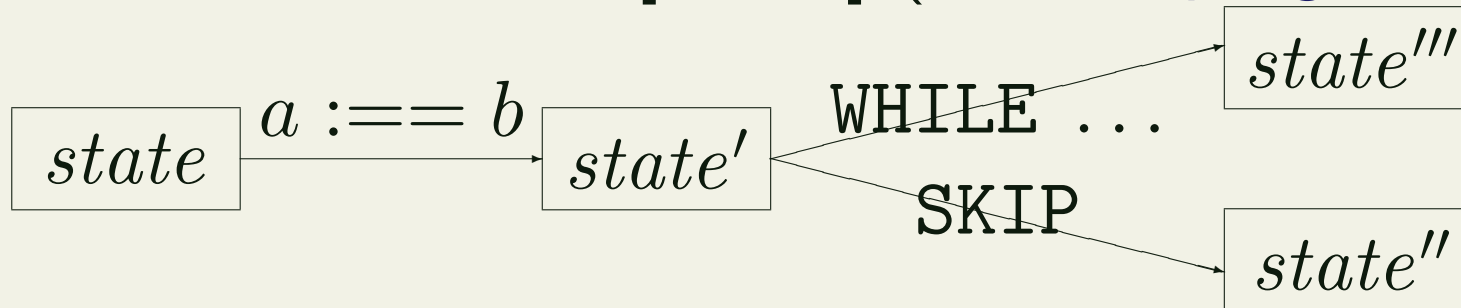 a :== b
state
state′
WHILE ...
SKIP
state‴
state″